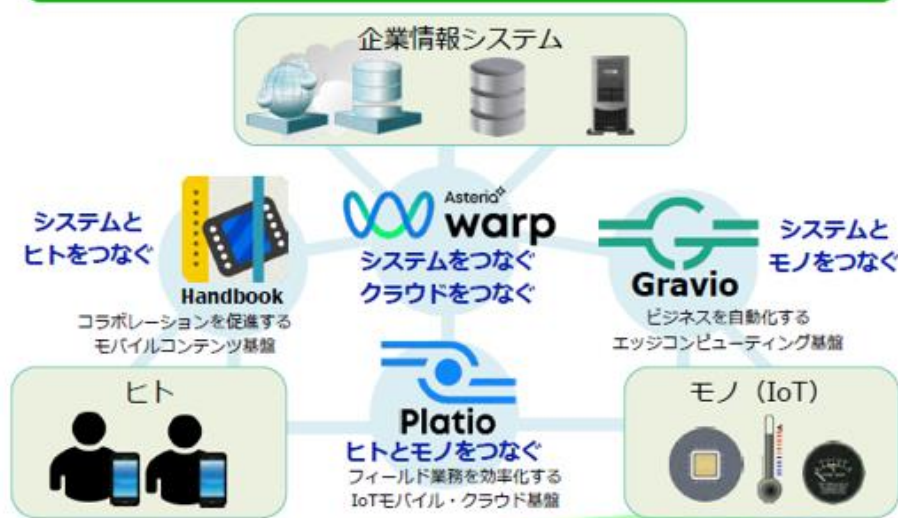 企業情報システム
システムと
ヒトをつなぐ
Handbook
コラボレーションを促進する
モバイルコンテンツ基盤
Asteria
warp
システムをつなぐ
クラウドをつなぐ
Gravio
システムと
モノをつなぐ
ビジネスを自動化する
エッジコンピューティング基盤
ヒト
Platio
ヒトとモノをつなぐ
フィールド業務を効率化する
IoTモバイル・クラウド基盤
モノ（IoT）